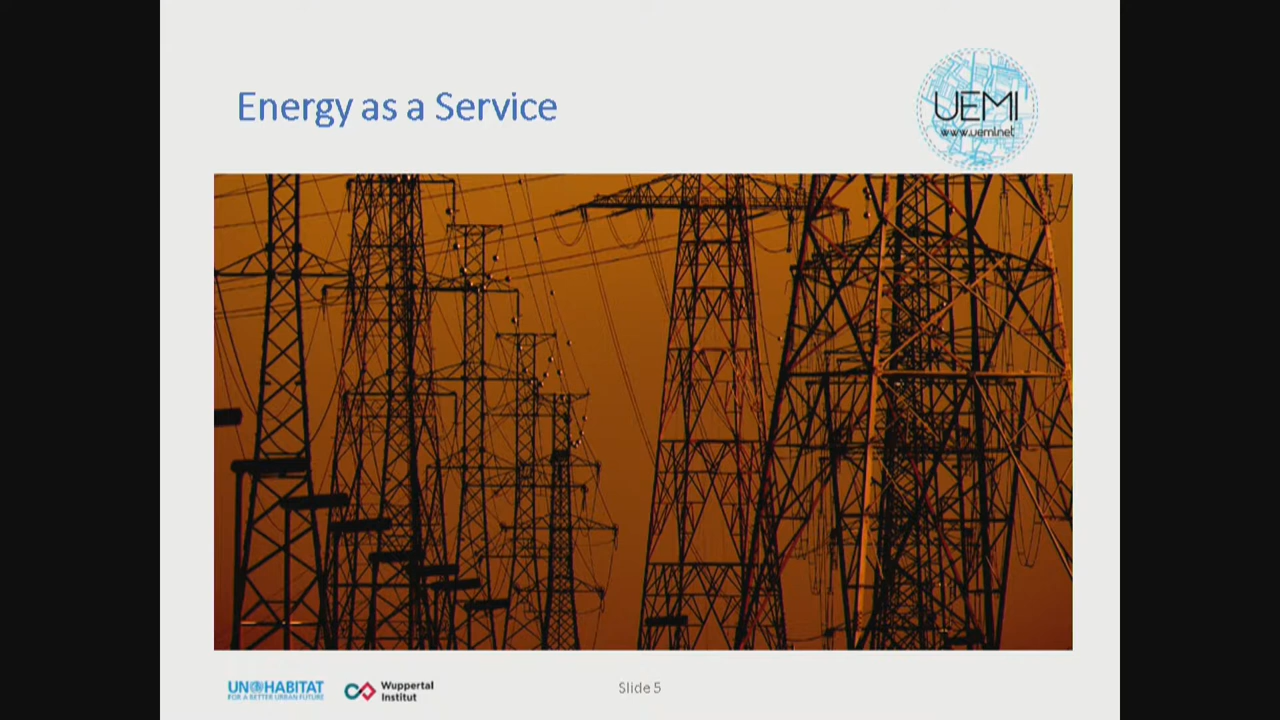 Energy as a Service
UEMI
www.uemi.net
UN HABITAT
FOR A BETTER URBAN FUTURE
Wuppertal
Institut
Slide 5